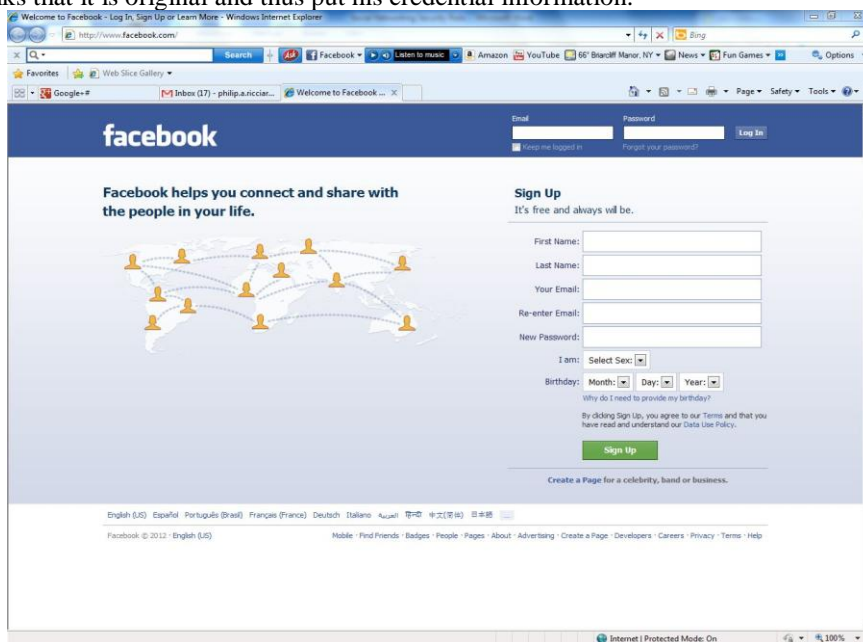 ks that it is original and thus put his credential information.
Welcome to Facebook - Log In, Sign Up or Learn More - Windows Internet Explorer
http://www.facebook.com/ Bing
Search Facebook Listen to music Amazon YouTube 66° Briarcliff Manor, NY News Fun Games Options
Favorites Web Slice Gallery
Google+# Inbox (17) - philip.a.ricciar... Welcome to Facebook ... X Page Safety Tools
Email Password
facebook Log In
Keep me logged in Forgot your password?
Facebook helps you connect and share with
the people in your life.
Sign Up
It's free and always will be.
First Name:
Last Name:
Your Email:
Re-enter Email:
New Password:
I am: Select Sex:
Birthday: Month: Day: Year:
Why do I need to provide my birthday?
By clicking Sign Up, you agree to our Terms and that you
have read and understand our Data Use Policy.
Sign Up
Create a Page for a celebrity, band or business.
English (US) Español Português (Brasil) Français (France) Deutsch Italiano العربية हिन्दी 中文(简体) 日本語 ...
Facebook © 2012 · English (US) Mobile · Find Friends · Badges · People · Pages · About · Advertising · Create a Page · Developers · Careers · Privacy · Terms · Help
Internet | Protected Mode: On 100%